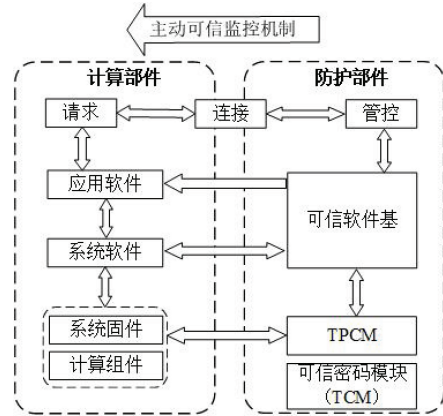 主动可信监控机制
计算部件
防护部件
请求
连接
管控
应用软件
可信软件基
系统软件
系统固件
TPCM
计算组件
可信密码模块
（TCM）